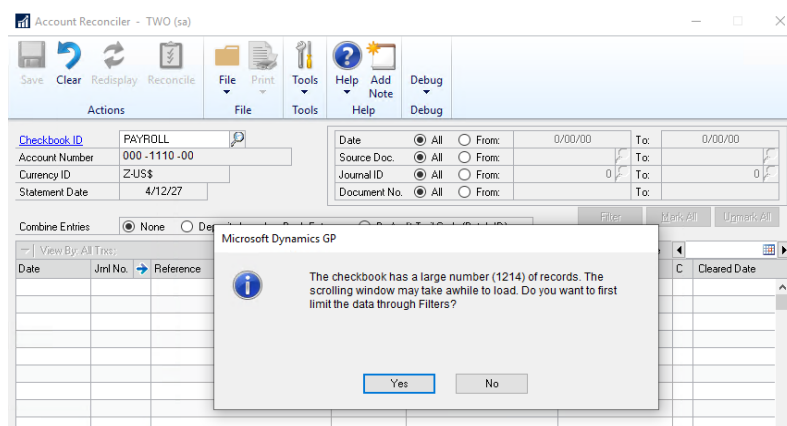 Account Reconciler - TWO (sa)
Save Clear Redisplay Reconcile File Print Tools Help Add Note Debug
Actions File Tools Help Debug
Checkbook ID PAYROLL
Account Number 000 -1110 -00
Currency ID Z-US$
Statement Date 4/12/27
Date All From: 0/00/00 To: 0/00/00
Source Doc. All From: To:
Journal ID All From: 0 To: 0
Document No. All From: To:
Filter Mark All Unmark All
Combine Entries None
View By: All Trxs:
Date Jrnl No. Reference C Cleared Date
Microsoft Dynamics GP
The checkbook has a large number (1214) of records. The
scrolling window may take awhile to load. Do you want to first
limit the data through Filters?
Yes No